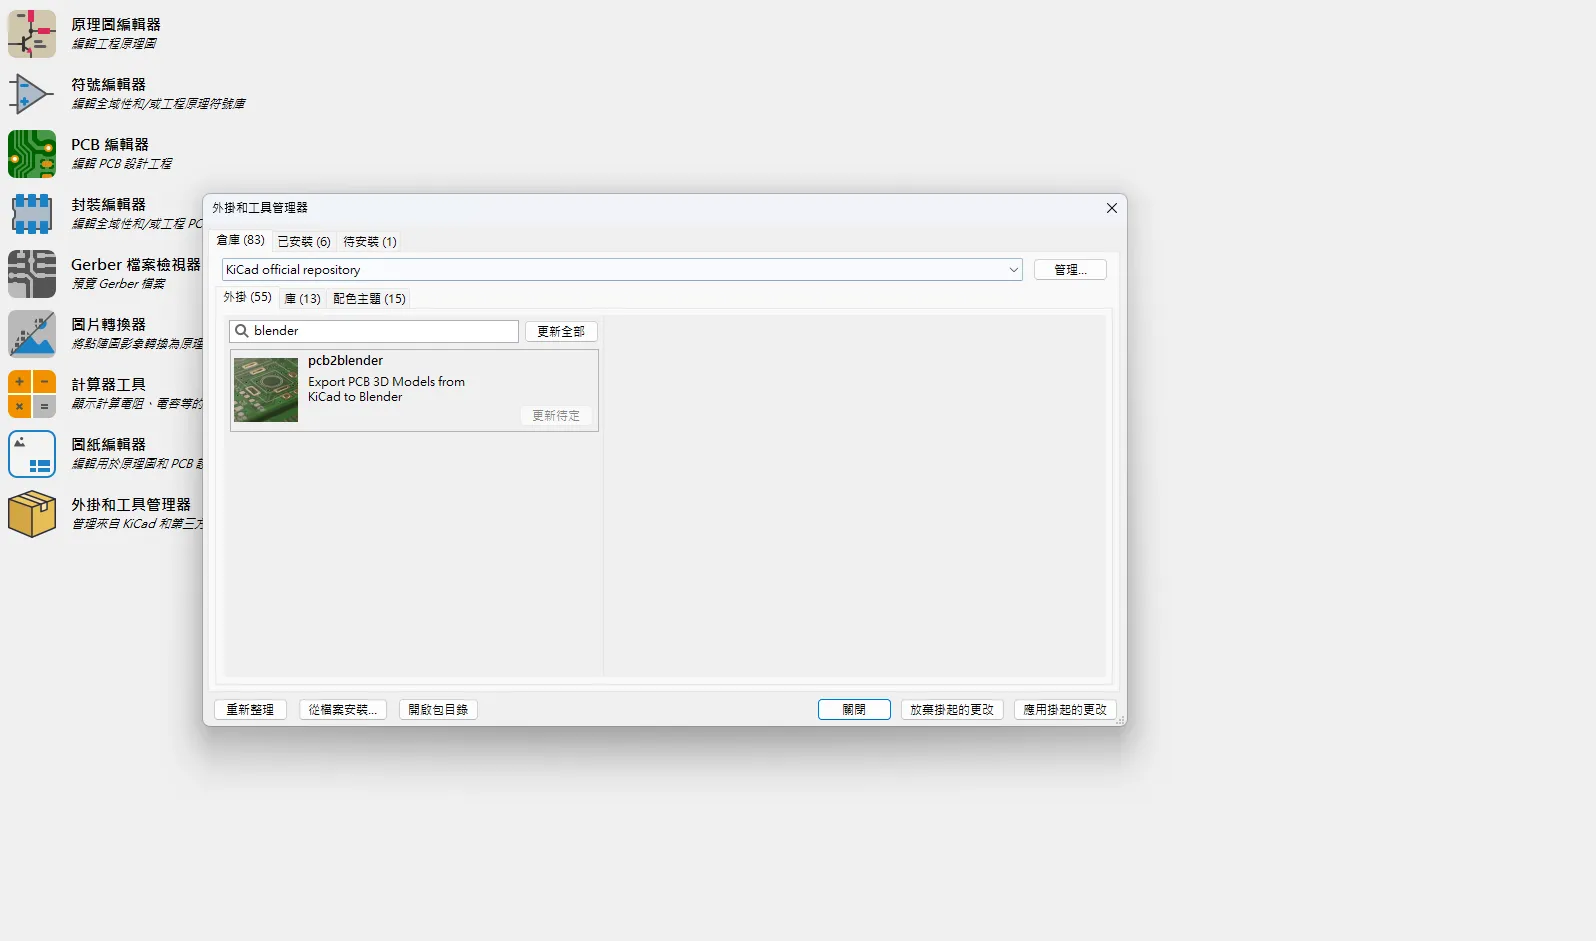 原理圖編輯器
編輯工程原理圖
符號編輯器
編輯全域性和/或工程原理符號庫
PCB 編輯器
編輯 PCB 設計工程
封裝編輯器
編輯全域性和/或工程 PC
Gerber 檔案檢視器
預覽 Gerber 檔案
圖片轉換器
將點陣圖影象轉換為原理
計算器工具
顯示計算電阻、電容等的
圖紙編輯器
編輯用於原理圖和 PCB 設
外掛和工具管理器
管理來自 KiCad 和第三方
外掛和工具管理器
倉庫 (83) 已安裝 (6) 待安裝 (1)
KiCad official repository 管理...
外掛 (55) 庫 (13) 配色主題 (15)
blender 更新全部
pcb2blender
Export PCB 3D Models from
KiCad to Blender
更新待定
重新整理 從檔案安裝... 開啟包目錄 關閉 放棄掛起的更改 應用掛起的更改